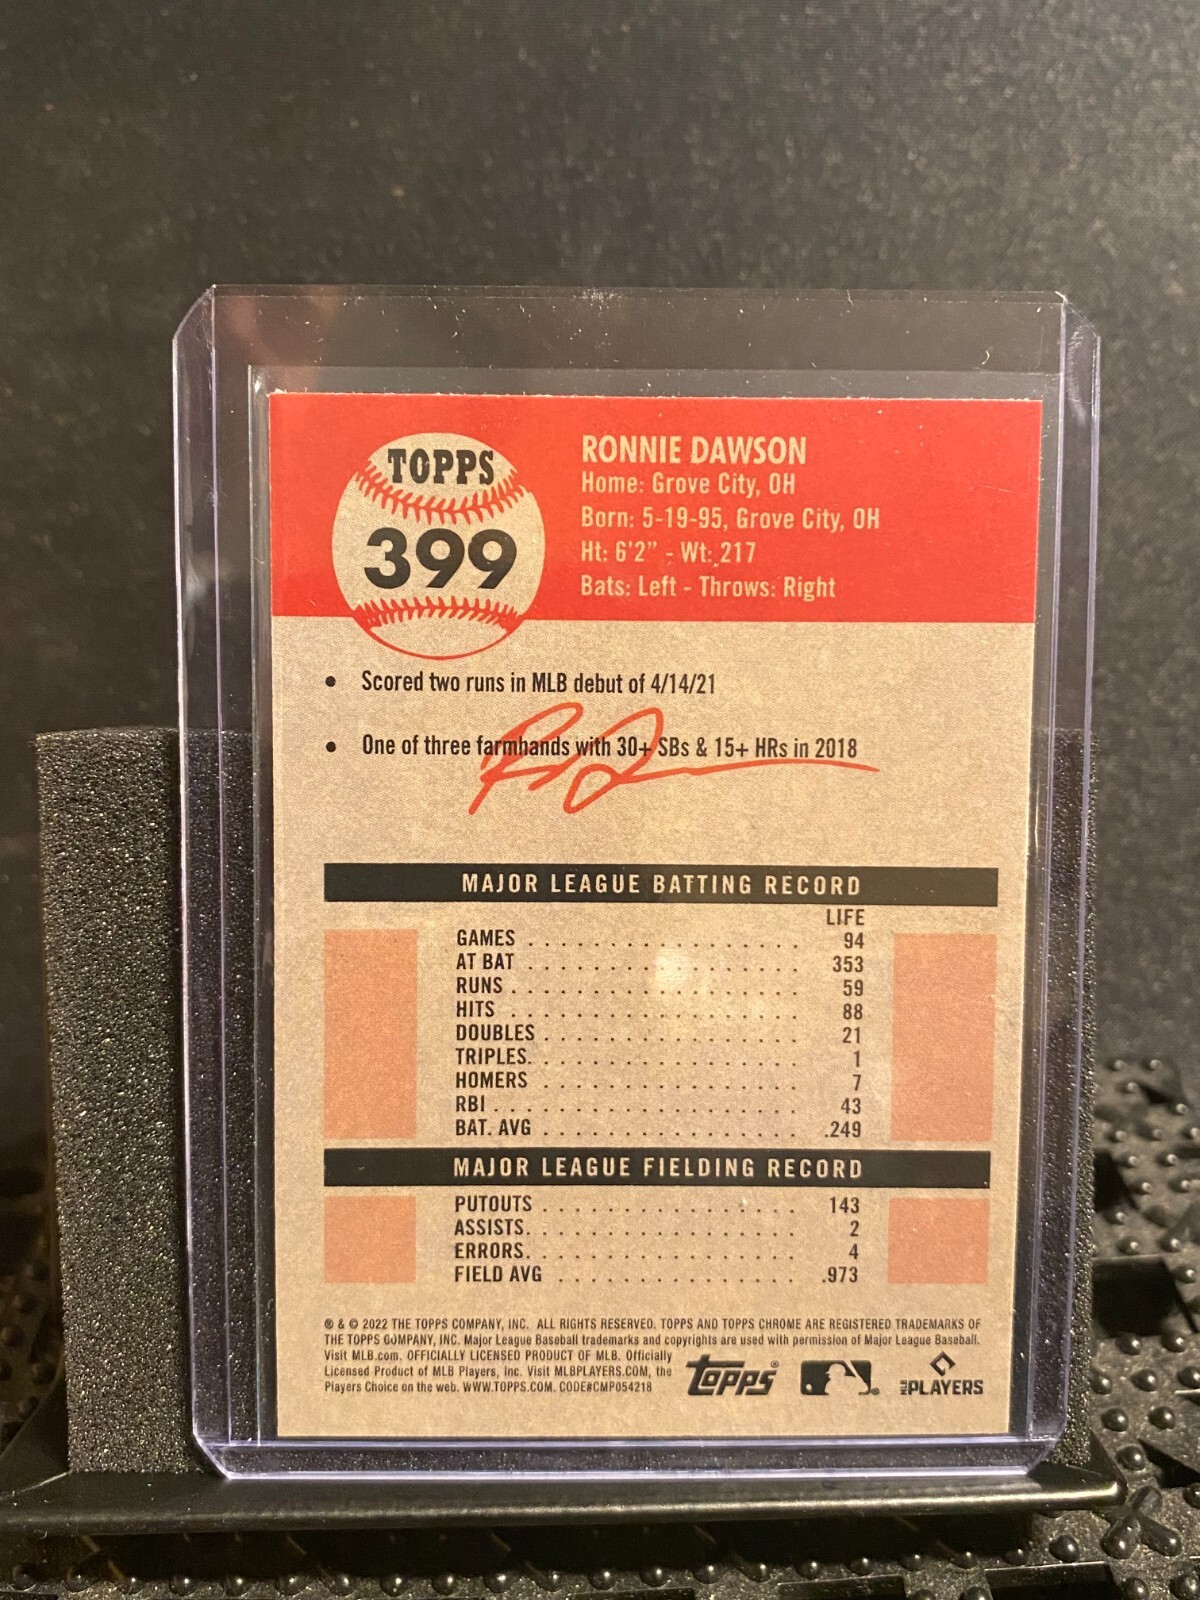 TOPPS
399
RONNIE DAWSON
Home: Grove City, OH
Born: 5-19-95, Grove City, OH
Ht: 6'2" - Wt: 217
Bats: Left - Throws: Right
• Scored two runs in MLB debut of 4/14/21
• One of three farmhands with 30+ SBs & 15+ HRs in 2018
MAJOR LEAGUE BATTING RECORD
LIFE
GAMES . . . . . . . . . . . . . . . . . 94
AT BAT . . . . . . . . . . . . . . . . . 353
RUNS . . . . . . . . . . . . . . . . . . 59
HITS . . . . . . . . . . . . . . . . . . 88
DOUBLES . . . . . . . . . . . . . . . . 21
TRIPLES. . . . . . . . . . . . . . . . . 1
HOMERS . . . . . . . . . . . . . . . . 7
RBI . . . . . . . . . . . . . . . . . . . 43
BAT. AVG . . . . . . . . . . . . . . . . .249
MAJOR LEAGUE FIELDING RECORD
PUTOUTS . . . . . . . . . . . . . . . . 143
ASSISTS. . . . . . . . . . . . . . . . . 2
ERRORS. . . . . . . . . . . . . . . . . 4
FIELD AVG . . . . . . . . . . . . . . . .973
® & © 2022 THE TOPPS COMPANY, INC. ALL RIGHTS RESERVED. TOPPS AND TOPPS CHROME ARE REGISTERED TRADEMARKS OF
THE TOPPS COMPANY, INC. Major League Baseball trademarks and copyrights are used with permission of Major League Baseball.
Visit MLB.com. OFFICIALLY LICENSED PRODUCT OF MLB. Officially
Licensed Product of MLB Players, Inc. Visit MLBPLAYERS.COM, the
Players Choice on the web. WWW.TOPPS.COM. CODE#CMP054218
Topps®
MLB PLAYERS